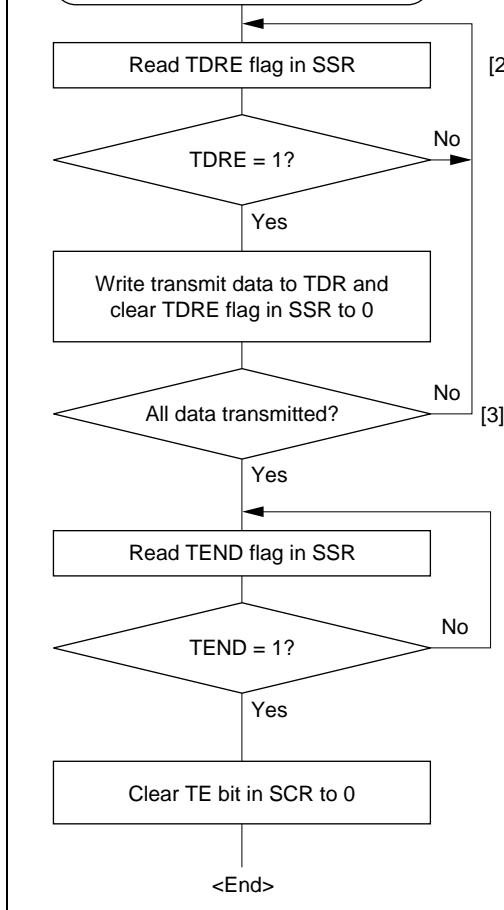 Read TDRE flag in SSR
[2
TDRE = 1?
No
Yes
Write transmit data to TDR and
clear TDRE flag in SSR to 0
All data transmitted?
No
[3]
Yes
Read TEND flag in SSR
TEND = 1?
No
Yes
Clear TE bit in SCR to 0
<End>